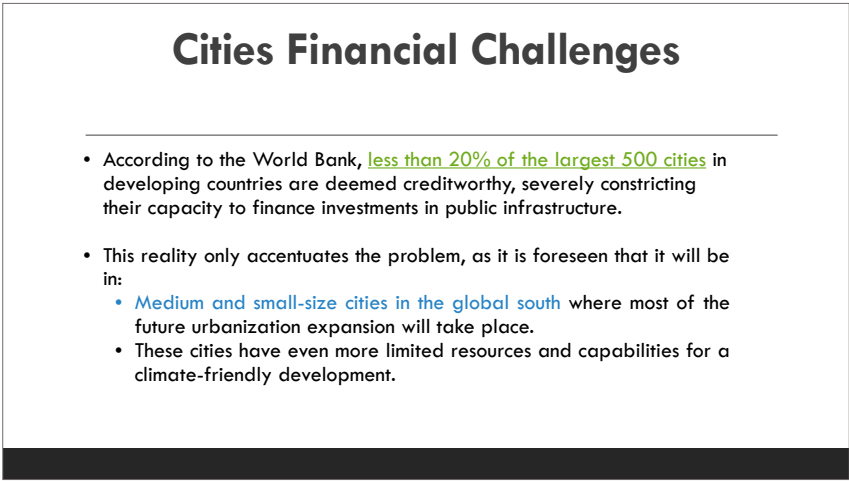 Cities Financial Challenges
• According to the World Bank, less than 20% of the largest 500 cities in
developing countries are deemed creditworthy, severely constricting
their capacity to finance investments in public infrastructure.
• This reality only accentuates the problem, as it is foreseen that it will be
in:
• Medium and small-size cities in the global south where most of the
future urbanization expansion will take place.
• These cities have even more limited resources and capabilities for a
climate-friendly development.